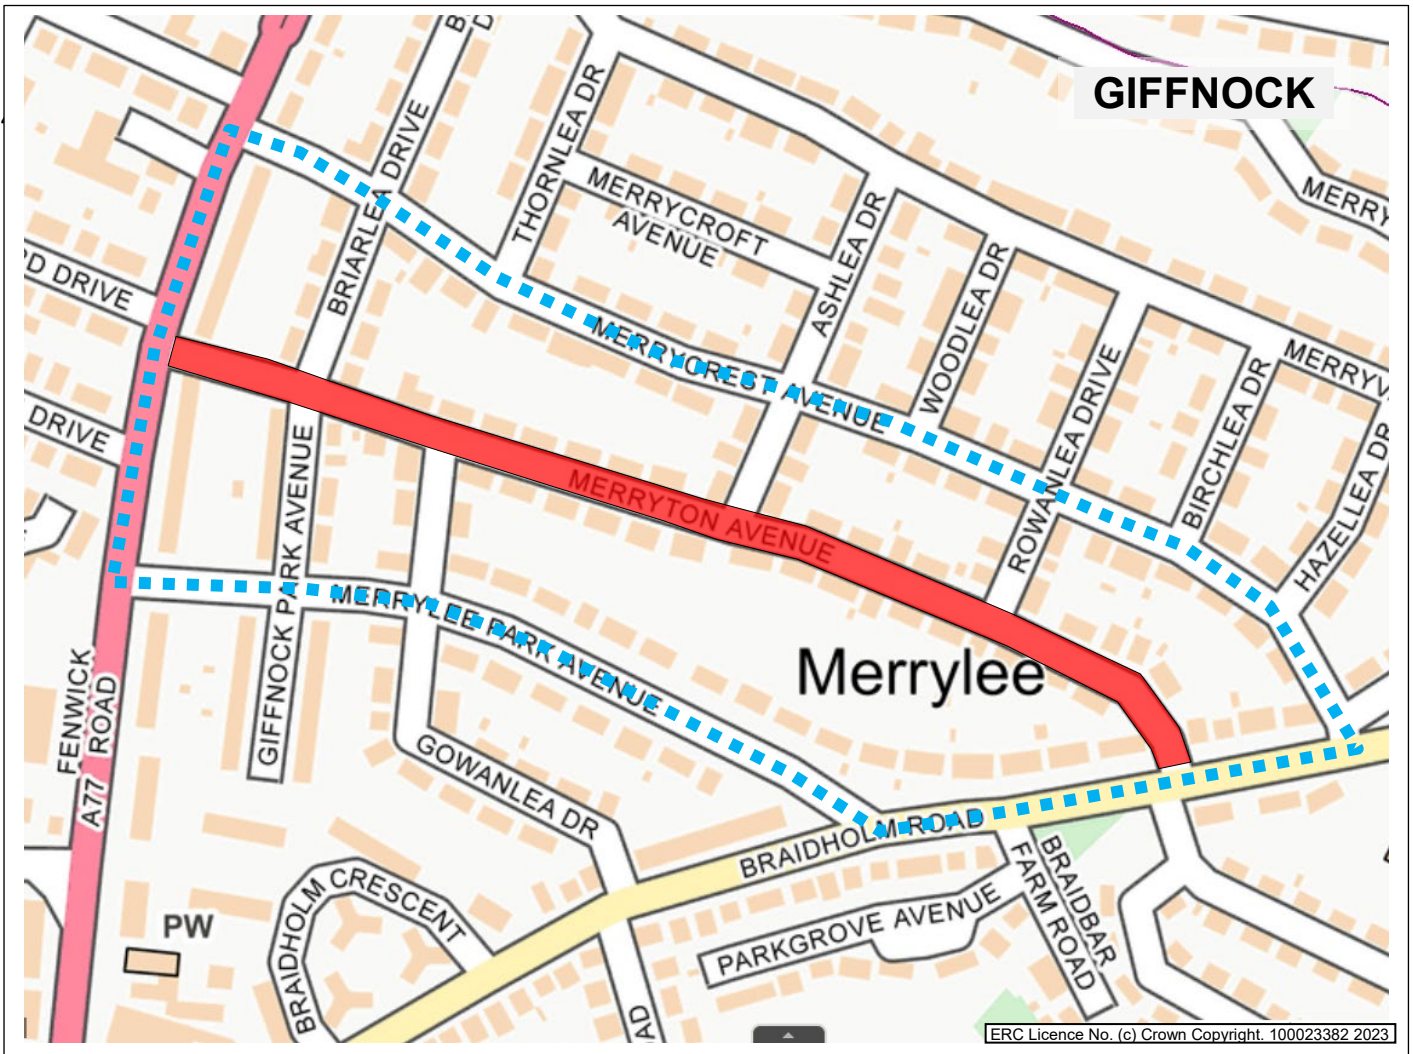 GIFFNOCK
BRIARLEA DRIVE
THORNLEA DR
MERRYCROFT
AVENUE
ASHLEA DR
WOODLEA DR
MERRY
RD DRIVE
DRIVE
MERRYCREST AVENUE
ROWANLEA DRIVE
BIRCHLEA DR
MERRYV
HAZELLEA DR
MERRYTON AVENUE
GIFFNOCK PARK AVENUE
MERRYLEE PARK AVENUE
Merrylee
FENWICK
A77 ROAD
GOWANLEA DR
BRAIDHOLM ROAD
BRAIDHOLM CRESCENT
PW
PARKGROVE AVENUE
BRAIDBAR
FARM ROAD
AD
ERC Licence No. (c) Crown Copyright. 100023382 2023